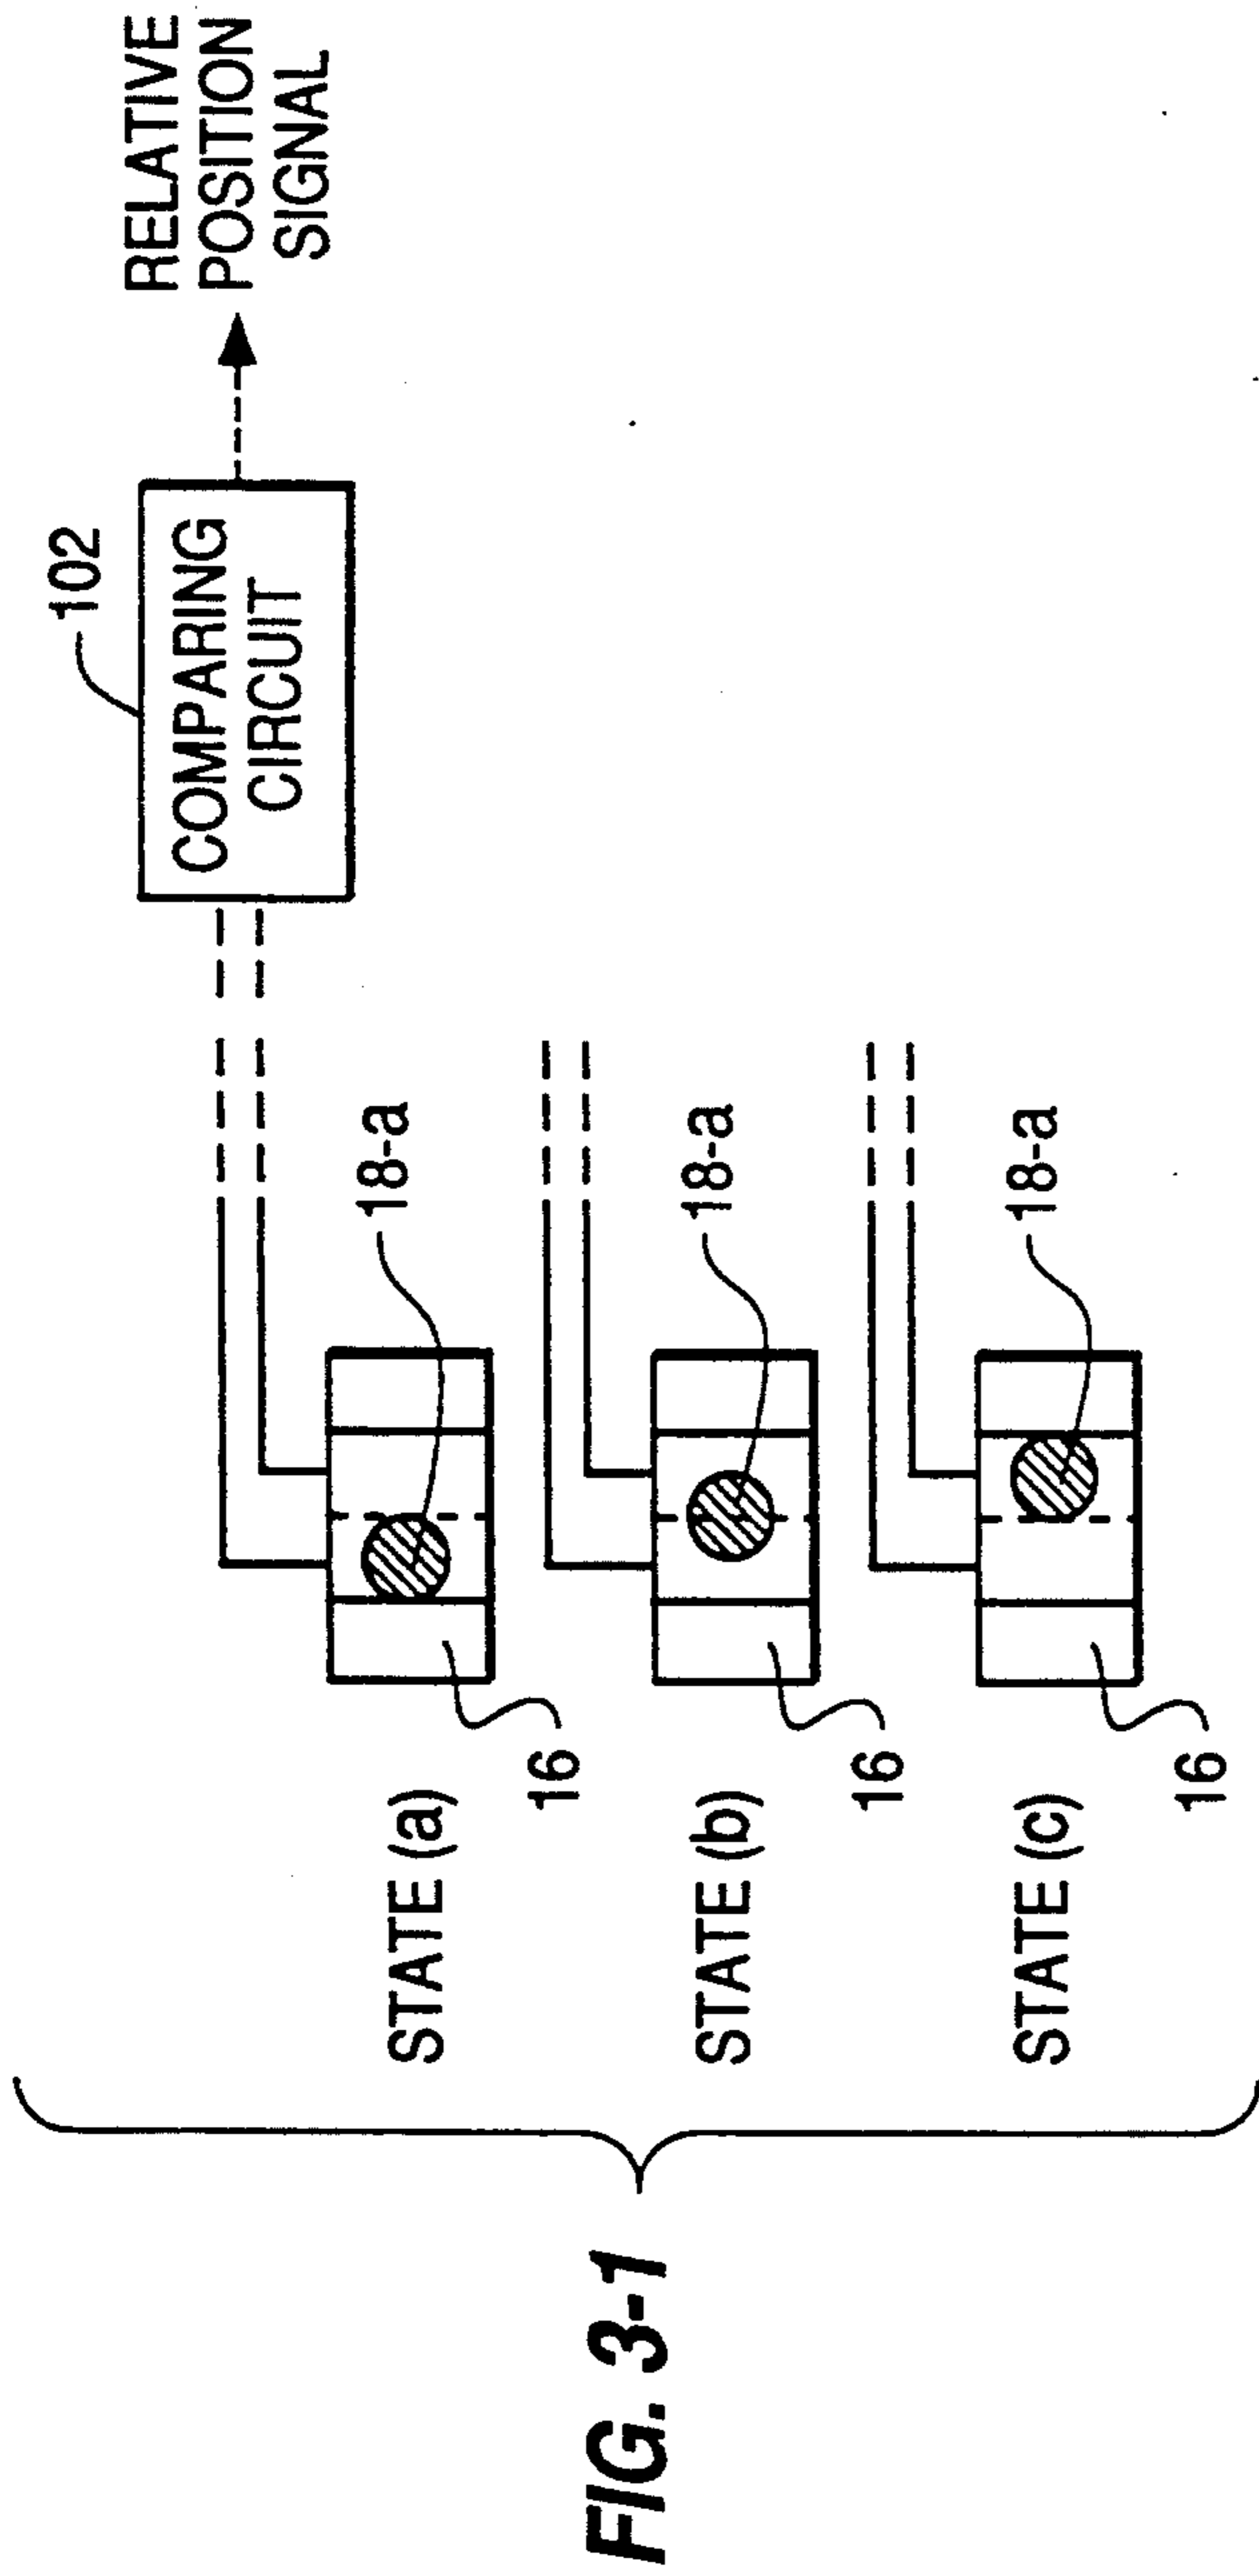 FIG. 3-1
102
COMPARING
CIRCUIT
RELATIVE
POSITION
SIGNAL
STATE (a)
16
18-a
STATE (b)
16
18-a
STATE (c)
16
18-a